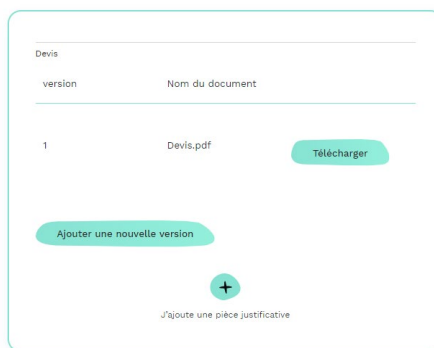 Devis
version Nom du document
1 Devis.pdf Télécharger
Ajouter une nouvelle version
J'ajoute une pièce justificative